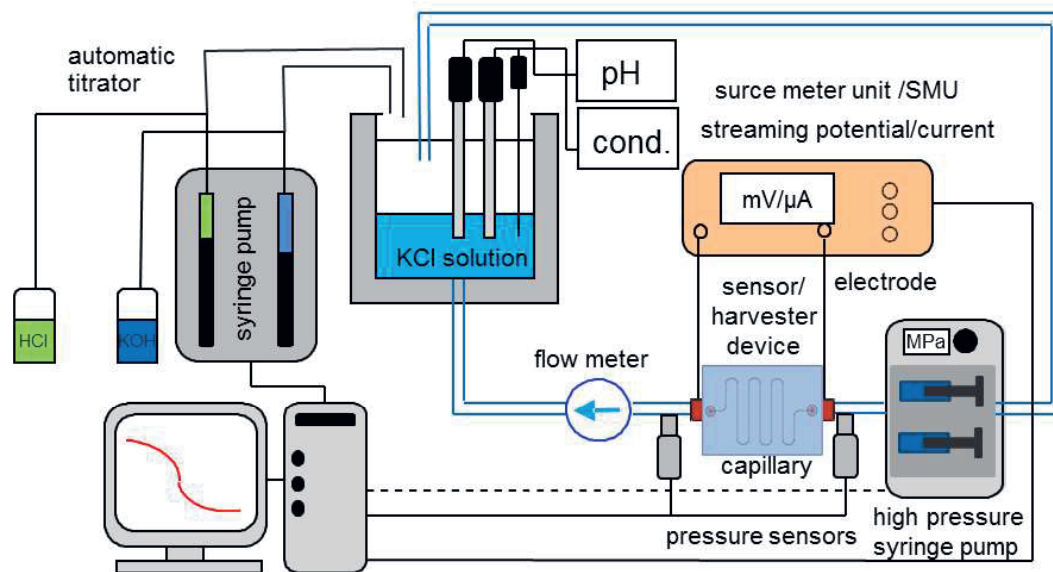 automatic
titrator
pH
cond.
surce meter unit /SMU
streaming potential/current
mV/µA
syringe pump
KCl solution
HCl
KOH
electrode
sensor/
harvester
device
MPa
flow meter
capillary
pressure sensors
high pressure
syringe pump